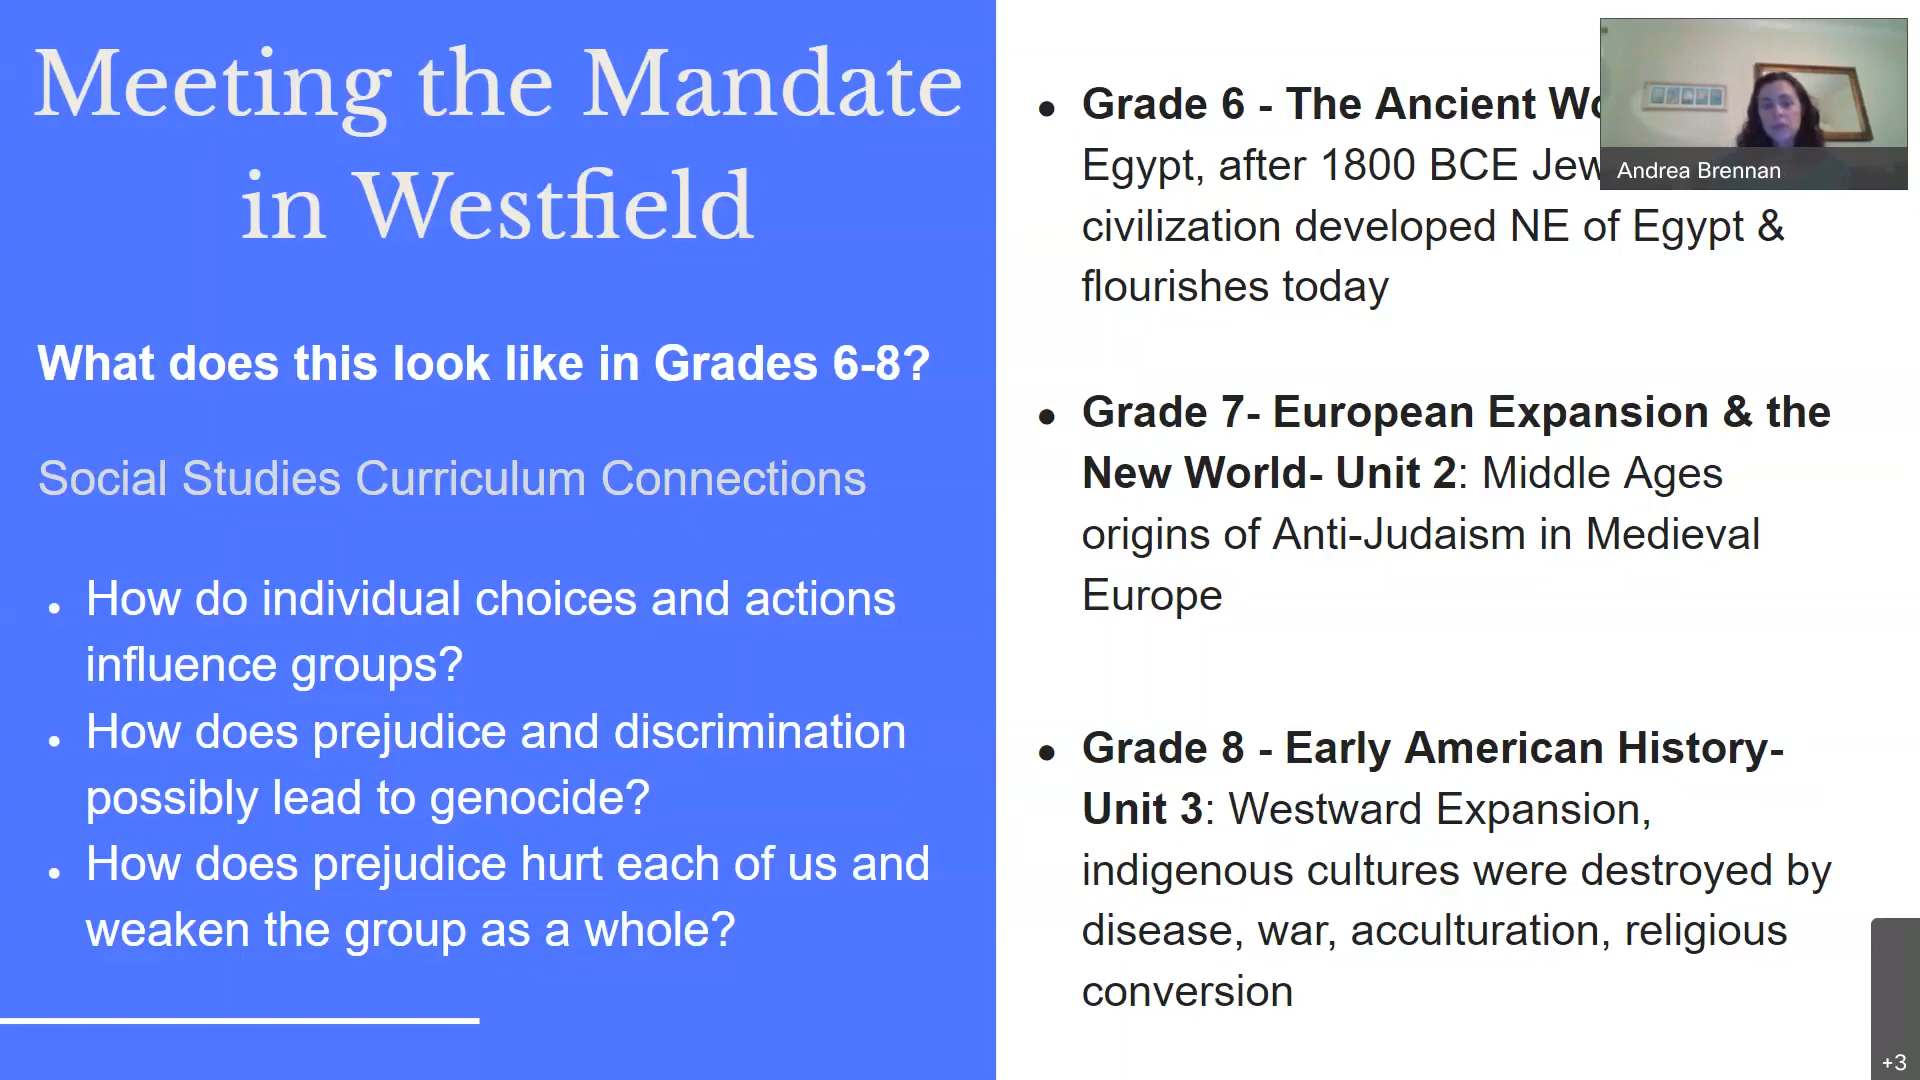 Meeting the Mandate
in Westfield
What does this look like in Grades 6-8?
Social Studies Curriculum Connections
• How do individual choices and actions
influence groups?
• How does prejudice and discrimination
possibly lead to genocide?
• How does prejudice hurt each of us and
weaken the group as a whole?
• Grade 6 - The Ancient
Egypt, after 1800 BCE
civilization developed NE of Egypt &
flourishes today
• Grade 7- European Expansion & the
New World- Unit 2: Middle Ages
origins of Anti-Judaism in Medieval
Europe
• Grade 8 - Early American History-
Unit 3: Westward Expansion,
indigenous cultures were destroyed by
disease, war, acculturation, religious
conversion
Andrea Brennan
+3